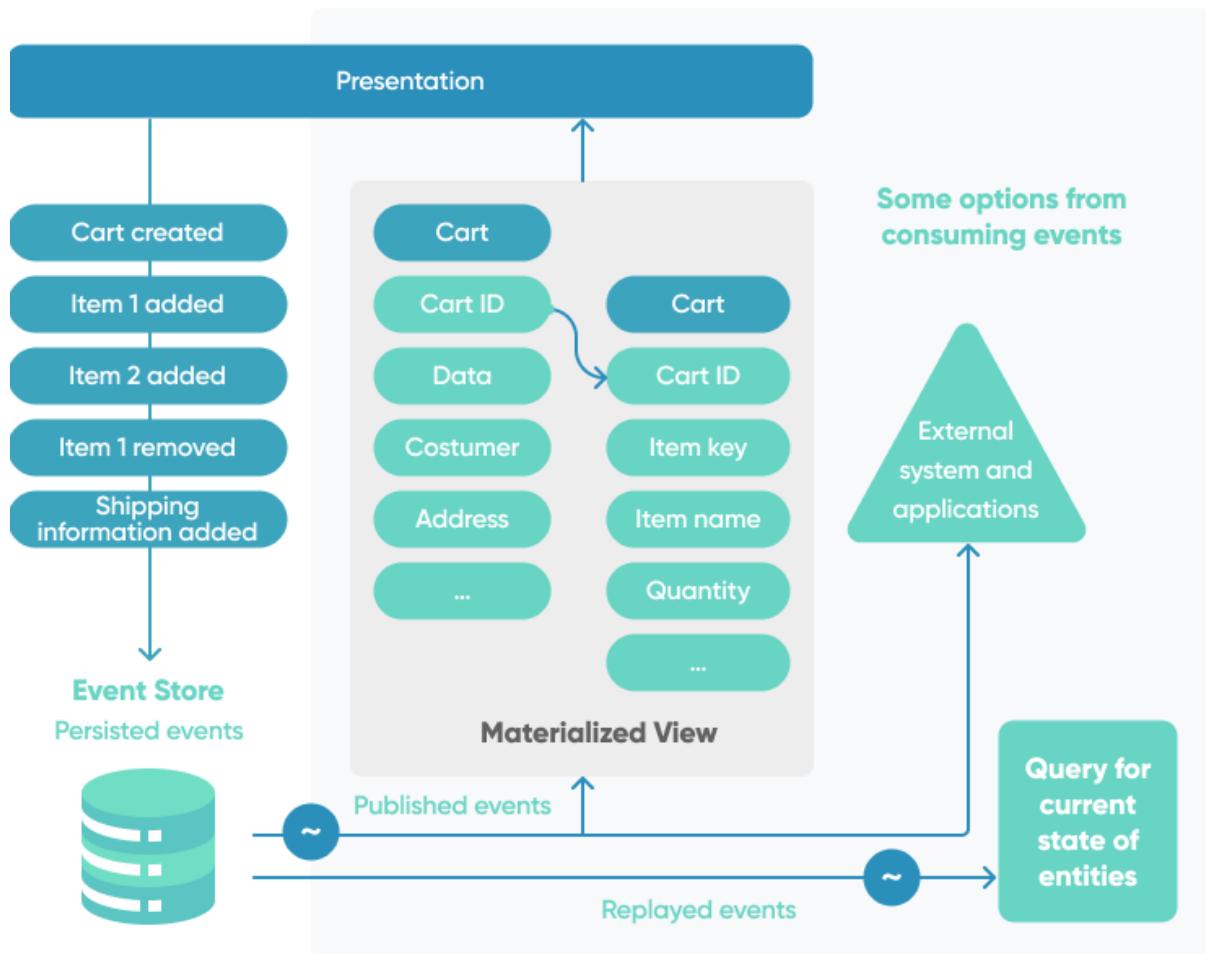 Presentation
Cart created
Item 1 added
Item 2 added
Item 1 removed
Shipping
information added
Event Store
Persisted events
Cart
Cart ID
Data
Costumer
Address
...
Cart
Cart ID
Item key
Item name
Quantity
...
Materialized View
Some options from
consuming events
External
system and
applications
Published events
~
~
Replayed events
Query for
current
state of
entities